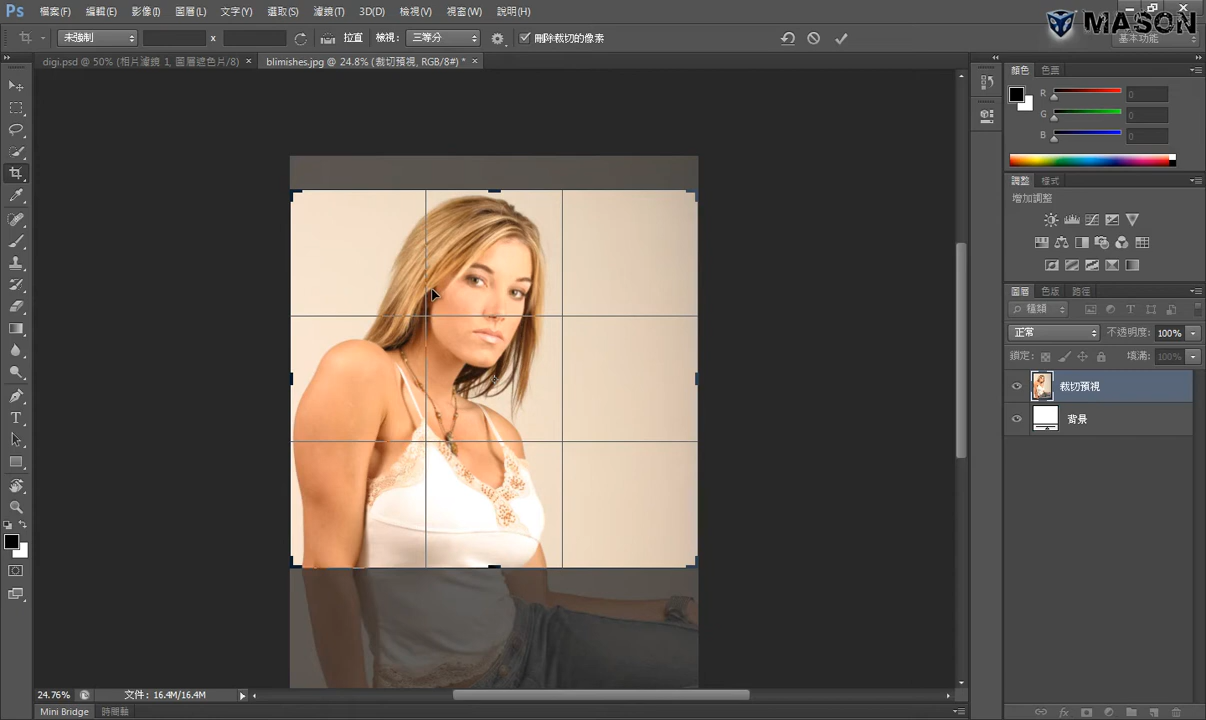 Ps 檔案(F) 編輯(E) 影像(I) 圖層(L) 文字(Y) 選取(S) 濾鏡(T) 3D(D) 檢視(V) 視窗(W) 說明(H)
MASON
未強制 x 拉直 檢視： 三等分 刪除裁切的像素 基本功能
digi.psd @ 50% (相片濾鏡 1, 圖層遮色片/8) × blimishes.jpg @ 24.8% (裁切預視, RGB/8#) * ×
顏色 色票
R 0
G 0
B 0
調整 樣式
增加調整
圖層 色版 路徑
種類
正常 不透明度: 100%
鎖定: 填滿: 100%
裁切預視
背景
24.76% 文件: 16.4M/16.4M
Mini Bridge 時間軸